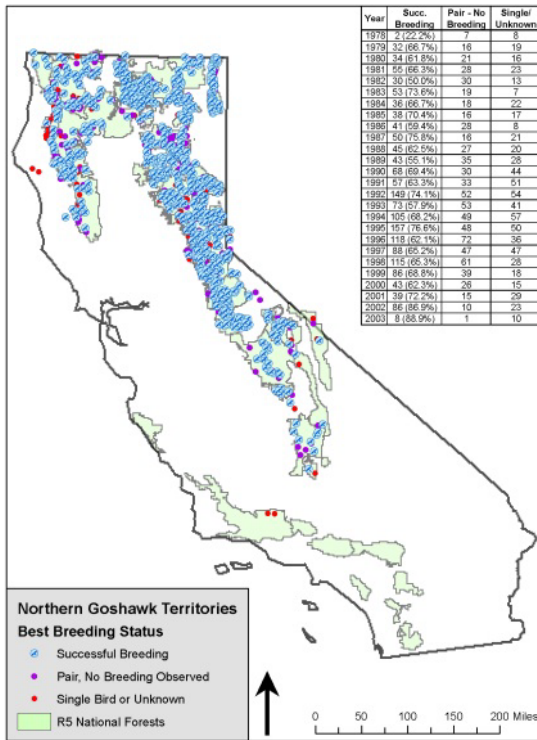 Year Succ. Breeding Pair - No Breeding Single/ Unknown
1978 2 (22.2%) 7 8
1979 32 (66.7%) 16 19
1980 34 (61.8%) 21 16
1981 55 (66.3%) 28 23
1982 30 (50.0%) 30 13
1983 53 (73.6%) 19 7
1984 36 (66.7%) 18 22
1985 38 (70.4%) 16 17
1986 41 (59.4%) 28 8
1987 50 (75.8%) 16 21
1988 45 (62.5%) 27 20
1989 43 (55.1%) 35 28
1990 68 (69.4%) 30 44
1991 57 (63.3%) 33 51
1992 149 (74.1%) 52 54
1993 73 (57.9%) 53 41
1994 105 (68.2%) 49 57
1995 157 (76.6%) 48 50
1996 118 (62.1%) 72 36
1997 88 (65.2%) 47 47
1998 115 (65.3%) 61 28
1999 86 (68.8%) 39 18
2000 43 (62.3%) 26 15
2001 39 (72.2%) 15 29
2002 86 (86.9%) 10 23
2003 8 (88.9%) 1 10
Northern Goshawk Territories
Best Breeding Status
Successful Breeding
Pair, No Breeding Observed
Single Bird or Unknown
R5 National Forests
0 50 100 150 200 Miles